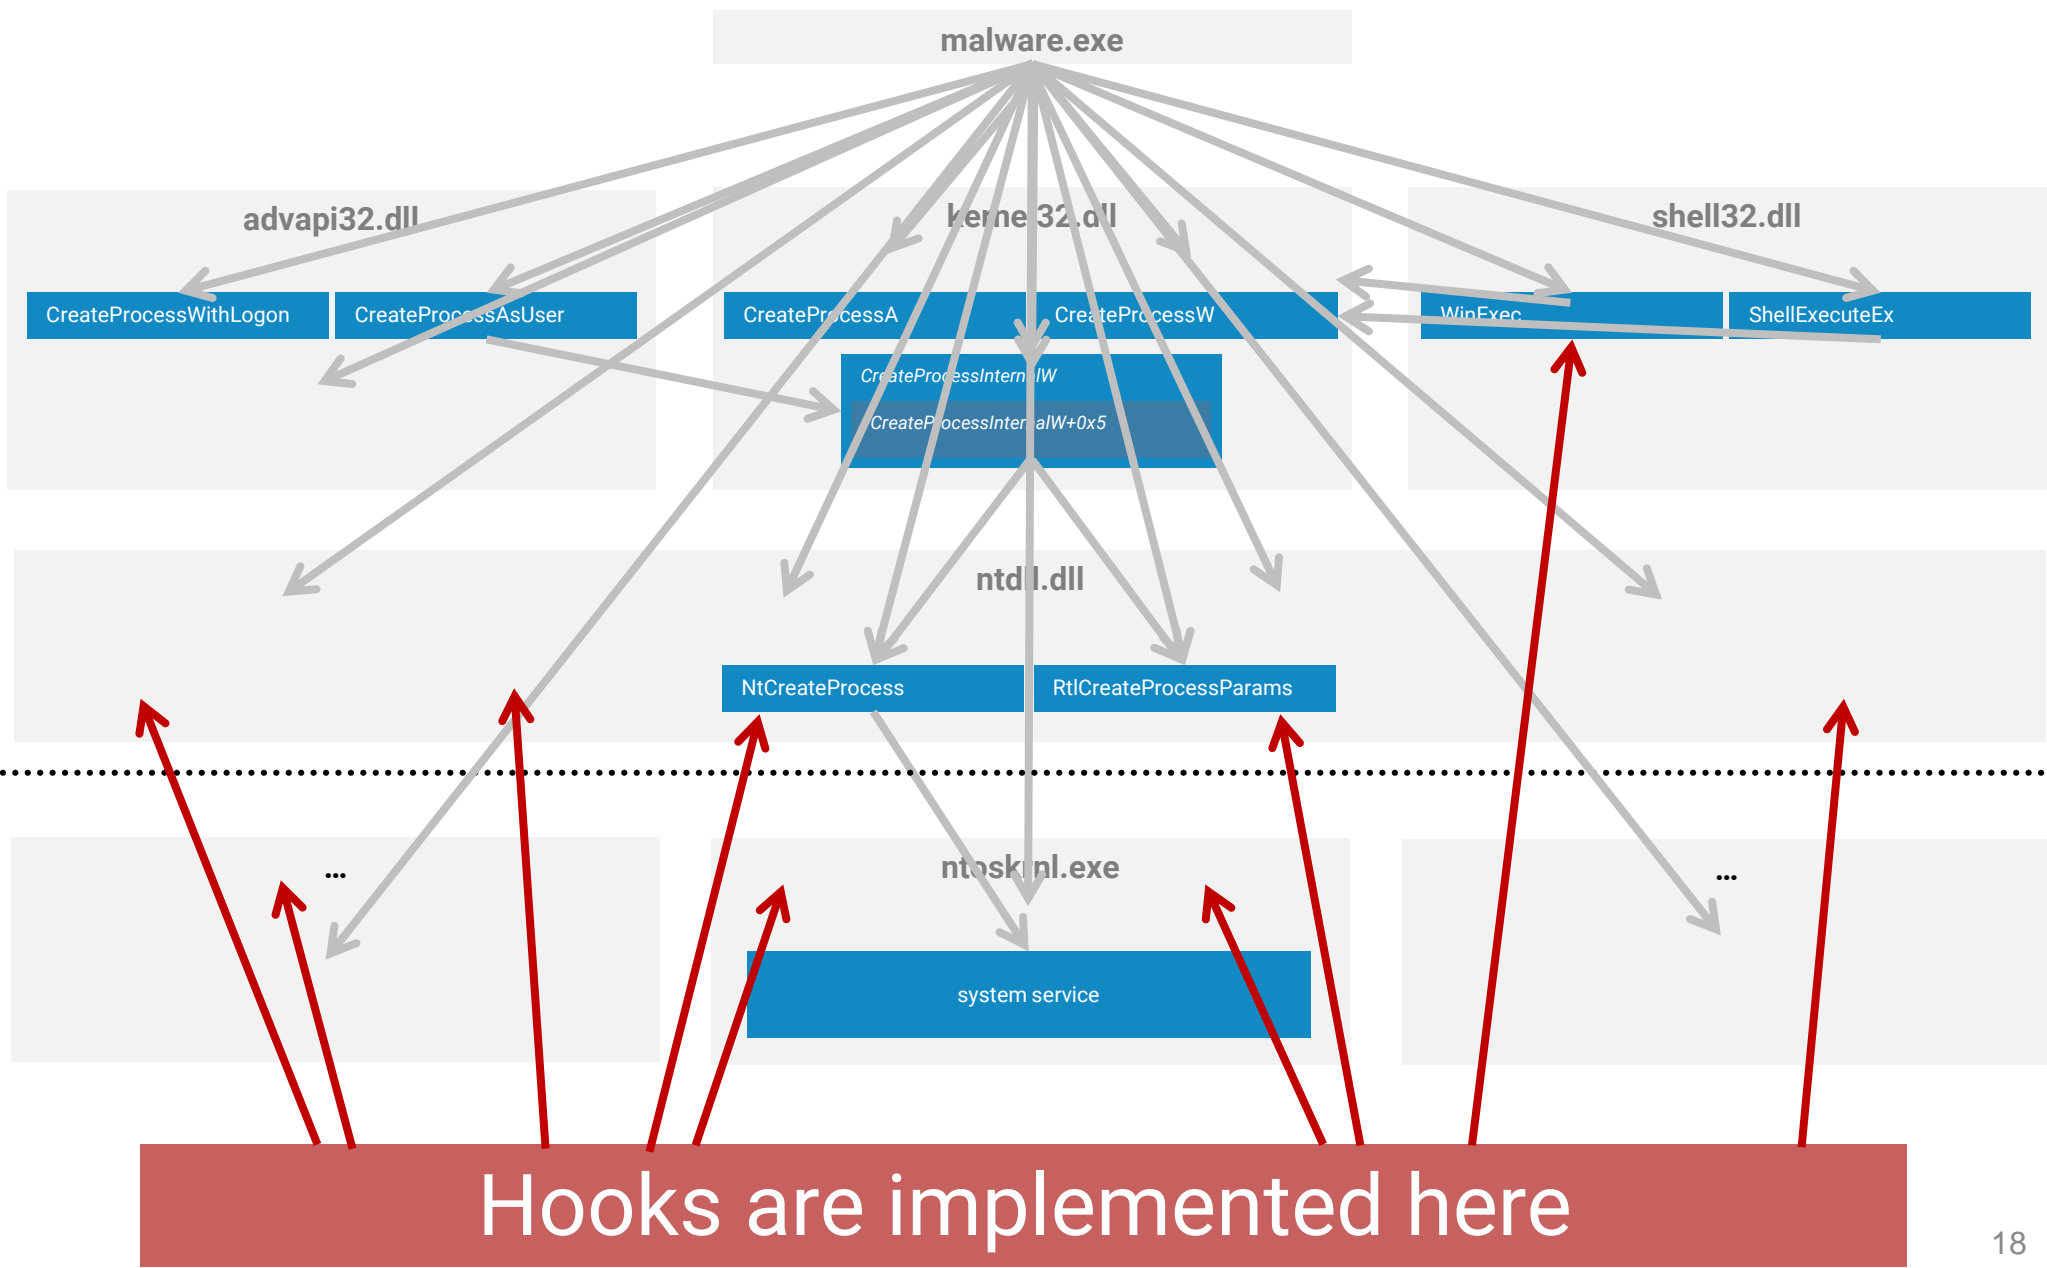 malware.exe
advapi32.dll
kernel32.dll
shell32.dll
CreateProcessWithLogon
CreateProcessAsUser
CreateProcessA
CreateProcessW
WinExec
ShellExecuteEx
CreateProcessInternalW
CreateProcessInternalW+0x5
ntdll.dll
NtCreateProcess
RtlCreateProcessParams
...
ntoskrnl.exe
...
system service
Hooks are implemented here
18